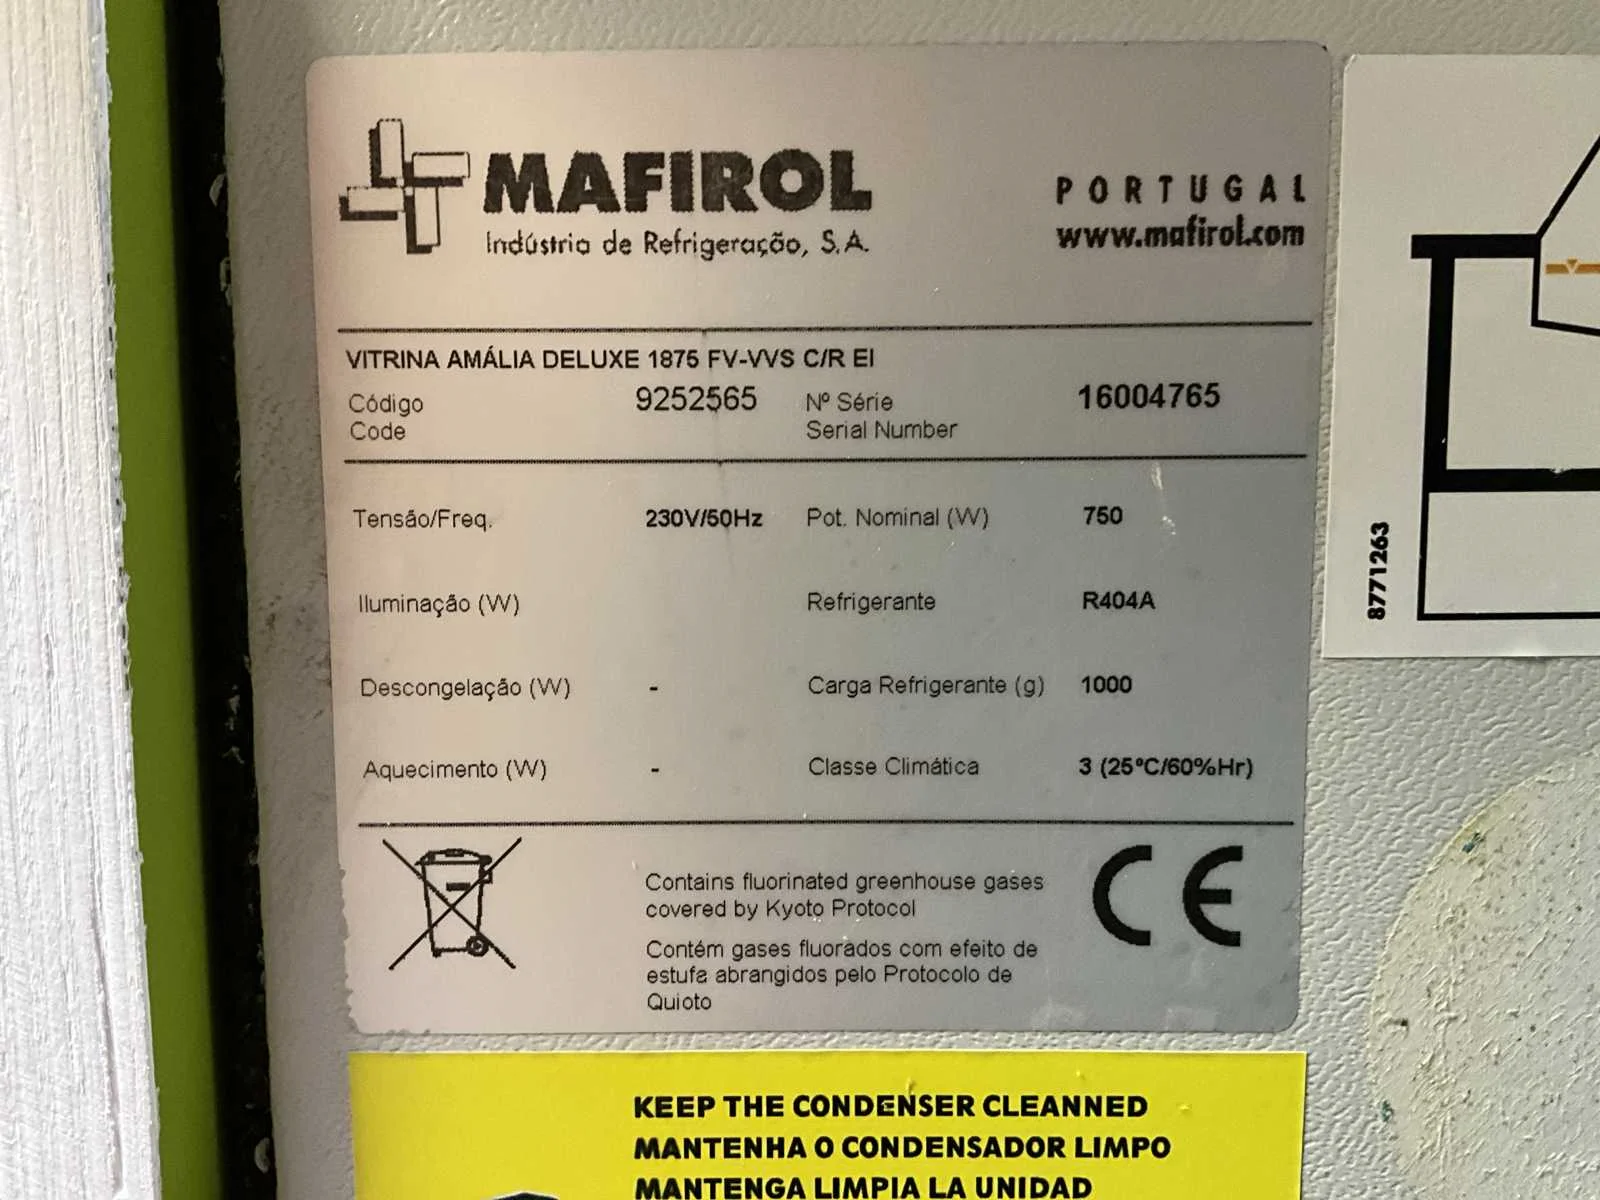 MAFIROL
Indústria de Refrigeração, S.A.
PORTUGAL
www.mafirol.com
VITRINA AMÁLIA DELUXE 1875 FV-VVS C/R EI
Código 9252565 Nº Série 16004765
Code Serial Number
Tensão/Freq. 230V/50Hz Pot. Nominal (W) 750
Iluminação (W) Refrigerante R404A
Descongelação (W) - Carga Refrigerante (g) 1000
Aquecimento (W) - Classe Climática 3 (25ºC/60%Hr)
Contains fluorinated greenhouse gases
covered by Kyoto Protocol
Contém gases fluorados com efeito de
estufa abrangidos pelo Protocolo de
Quioto
CE
8771263
KEEP THE CONDENSER CLEANNED
MANTENHA O CONDENSADOR LIMPO
MANTENGA LIMPIA LA UNIDAD